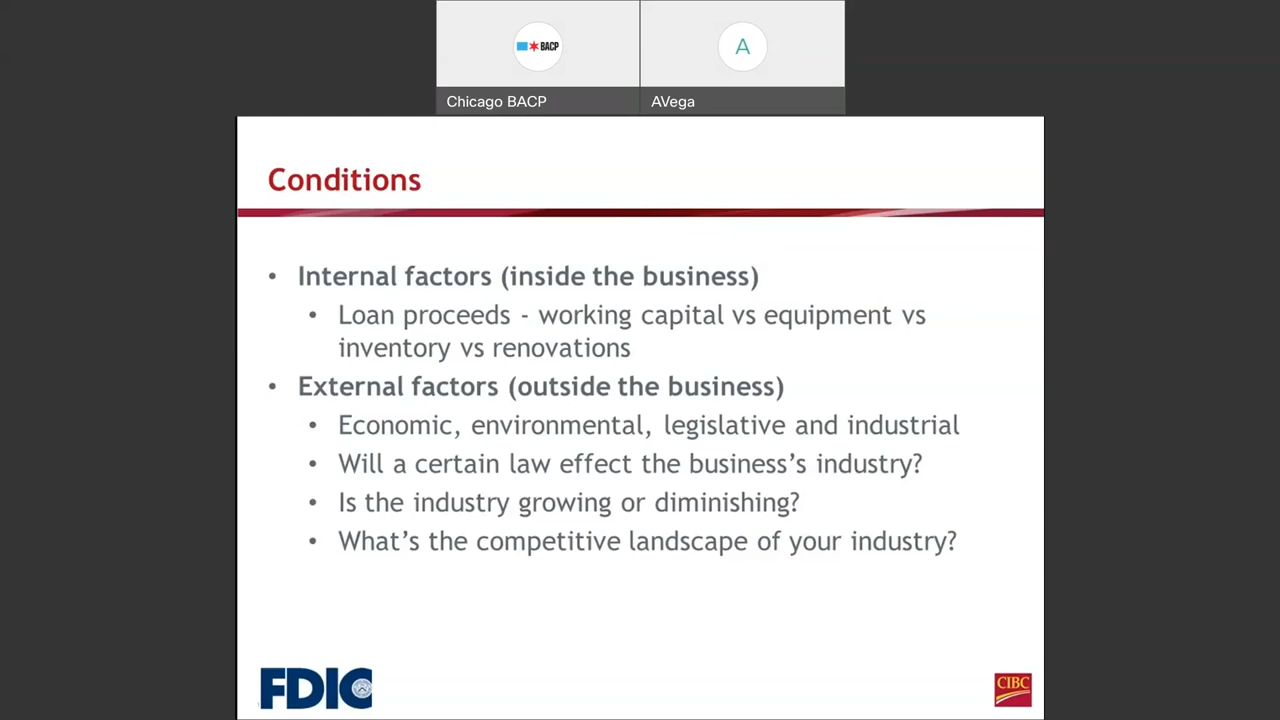 BACP
A
Chicago BACP
AVega
Conditions
• Internal factors (inside the business)
• Loan proceeds - working capital vs equipment vs
inventory vs renovations
• External factors (outside the business)
• Economic, environmental, legislative and industrial
• Will a certain law effect the business’s industry?
• Is the industry growing or diminishing?
• What’s the competitive landscape of your industry?
FDIC
CIBC